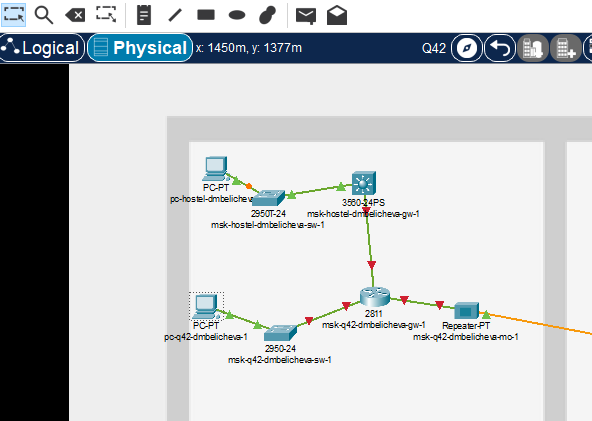 Logical
Physical
x: 1450m, y: 1377m
Q42
PC-PT
pc-hostel-dmbelichev
2950T-24
msk-hostel-dmbelicheva-sw-1
3560-24PS
msk-hostel-dmbelicheva-gw-1
2811
msk-q42-dmbelicheva-gw-1
PC-PT
pc-q42-dmbelicheva-1
2950-24
msk-q42-dmbelicheva-sw-1
Repeater-PT
msk-q42-dmbelicheva-mc-1